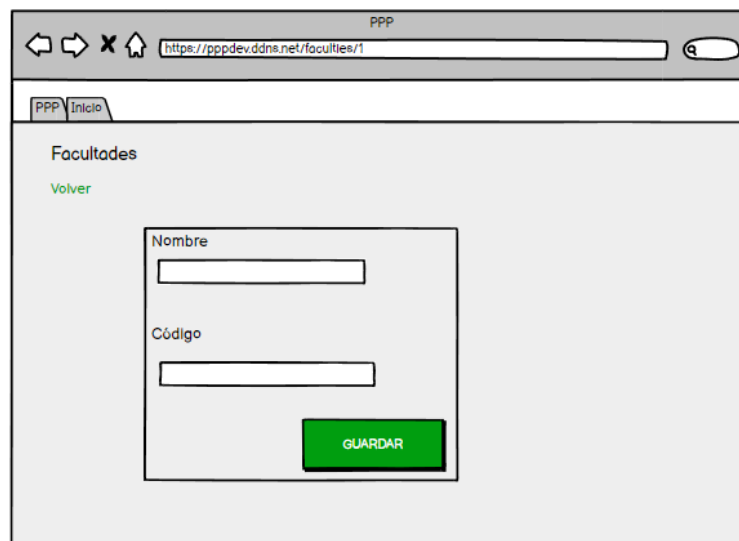 PPP
https://pppdev.ddns.net/faculties/1
PPP Inicio
Facultades
Volver
Nombre
Código
GUARDAR